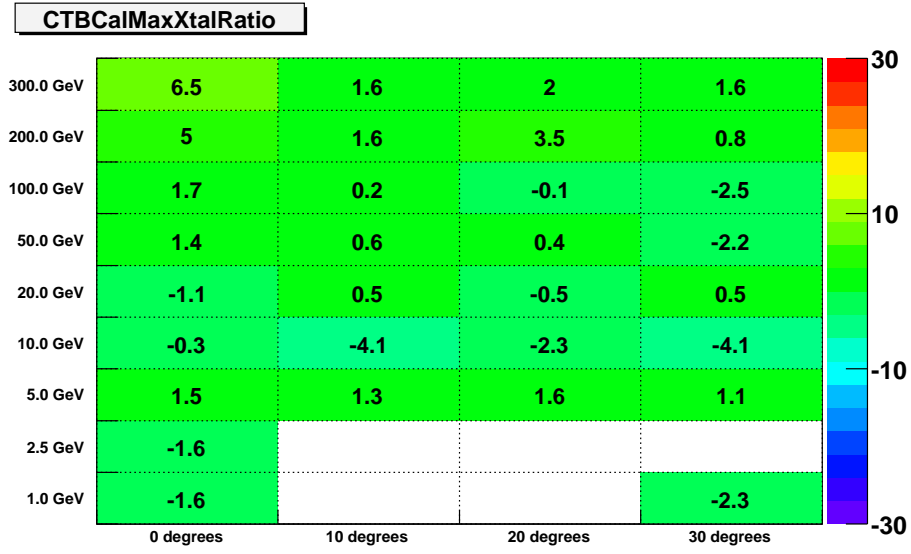 CTBCalMaxXtalRatio
300.0 GeV 6.5 1.6 2 1.6 30
200.0 GeV 5 1.6 3.5 0.8
100.0 GeV 1.7 0.2 -0.1 -2.5
10
50.0 GeV 1.4 0.6 0.4 -2.2
20.0 GeV -1.1 0.5 -0.5 0.5
10.0 GeV -0.3 -4.1 -2.3 -4.1
-10
5.0 GeV 1.5 1.3 1.6 1.1
2.5 GeV -1.6
1.0 GeV -1.6 -2.3
-30
0 degrees 10 degrees 20 degrees 30 degrees